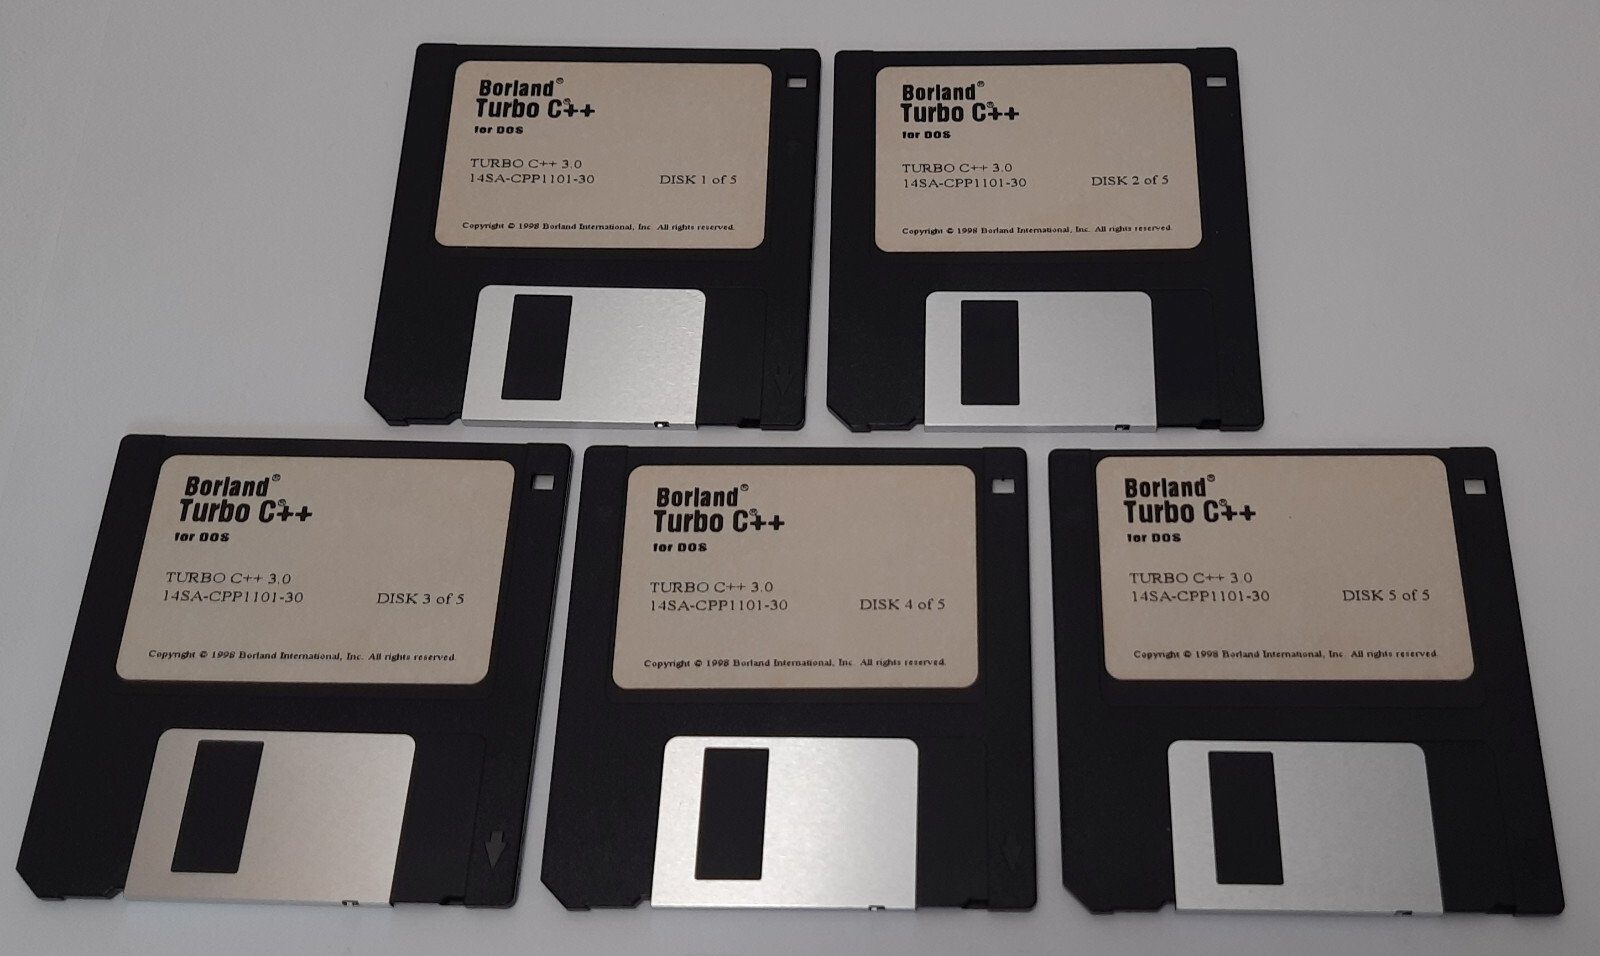 Borland®
Turbo C®++
for DOS
TURBO C++ 3.0
14SA-CPP1101-30 DISK 1 of 5
Copyright © 1998 Borland International, Inc. All rights reserved.
Borland®
Turbo C®++
for DOS
TURBO C++ 3.0
14SA-CPP1101-30 DISK 2 of 5
Copyright © 1998 Borland International, Inc. All rights reserved.
Borland®
Turbo C®++
for DOS
TURBO C++ 3.0
14SA-CPP1101-30 DISK 3 of 5
Copyright © 1998 Borland International, Inc. All rights reserved.
Borland®
Turbo C®++
for DOS
TURBO C++ 3.0
14SA-CPP1101-30 DISK 4 of 5
Copyright © 1998 Borland International, Inc. All rights reserved.
Borland®
Turbo C®++
for DOS
TURBO C++ 3.0
14SA-CPP1101-30 DISK 5 of 5
Copyright © 1998 Borland International, Inc. All rights reserved.